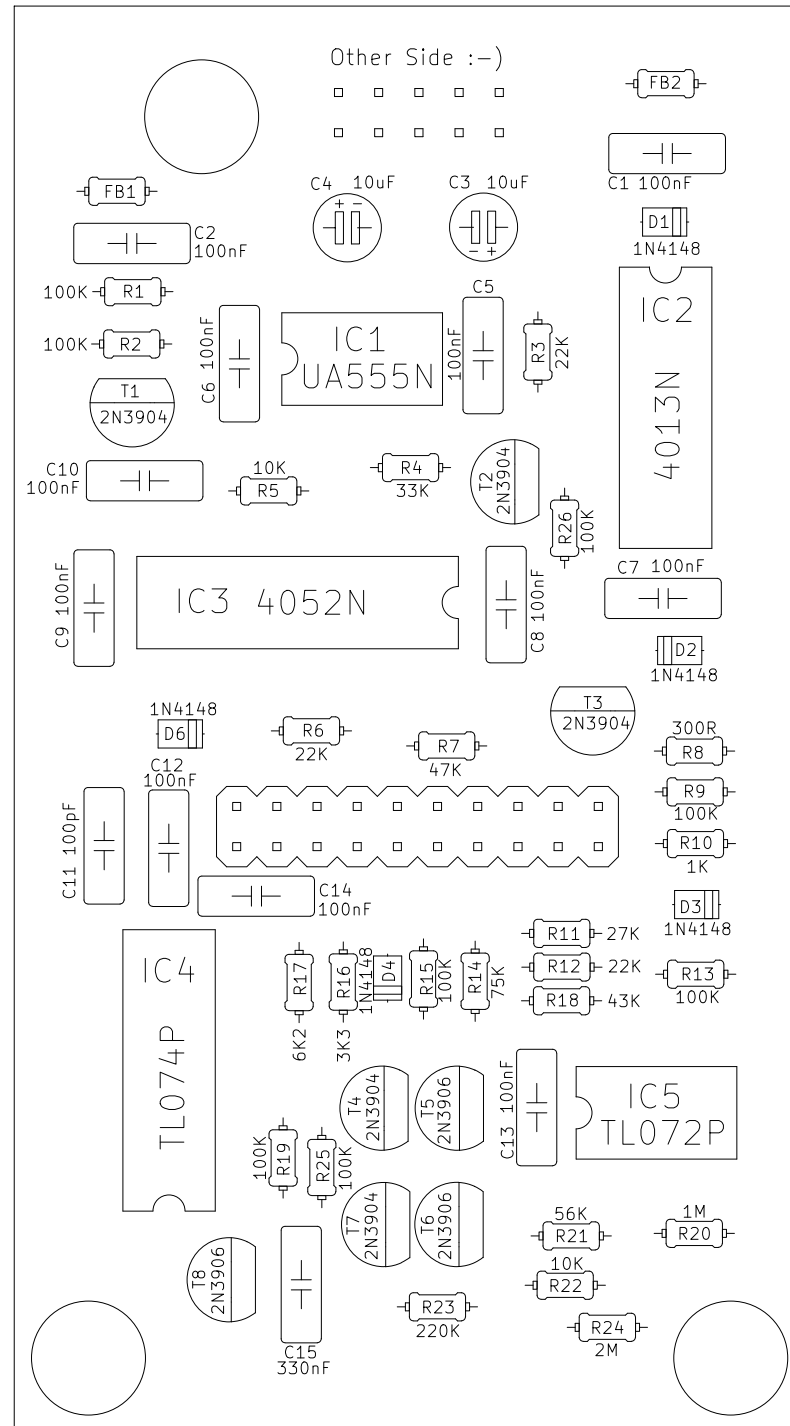 Other Side :-)
FB2
C1 100nF
FB1
C4 10uF
C3 10uF
C2
100nF
D1
1N4148
100K R1
100K R2
C6 100nF
IC1
UA555N
C5
100nF
R3
22K
IC2
4013N
T1
2N3904
C10
100nF
10K
R5
R4
33K
T2
2N3904
R26
100K
C9 100nF
IC3 4052N
C8 100nF
C7 100nF
D2
1N4148
T3
2N3904
1N4148
D6
R6
22K
R7
47K
300R
R8
R9
100K
R10
1K
C12
100nF
C11 100pF
C14
100nF
D3
1N4148
R13
100K
IC4
TL074P
R17
6K2
R16
3K3
1N4148
D4
R15
100K
R14
75K
R11 27K
R12 22K
R18 43K
T4
2N3904
T5
2N3906
C13 100nF
IC5
TL072P
100K
R19
R25
100K
T7
2N3904
T6
2N3906
56K
R21
1M
R20
10K
R22
T8
2N3906
C15
330nF
R23
220K
R24
2M